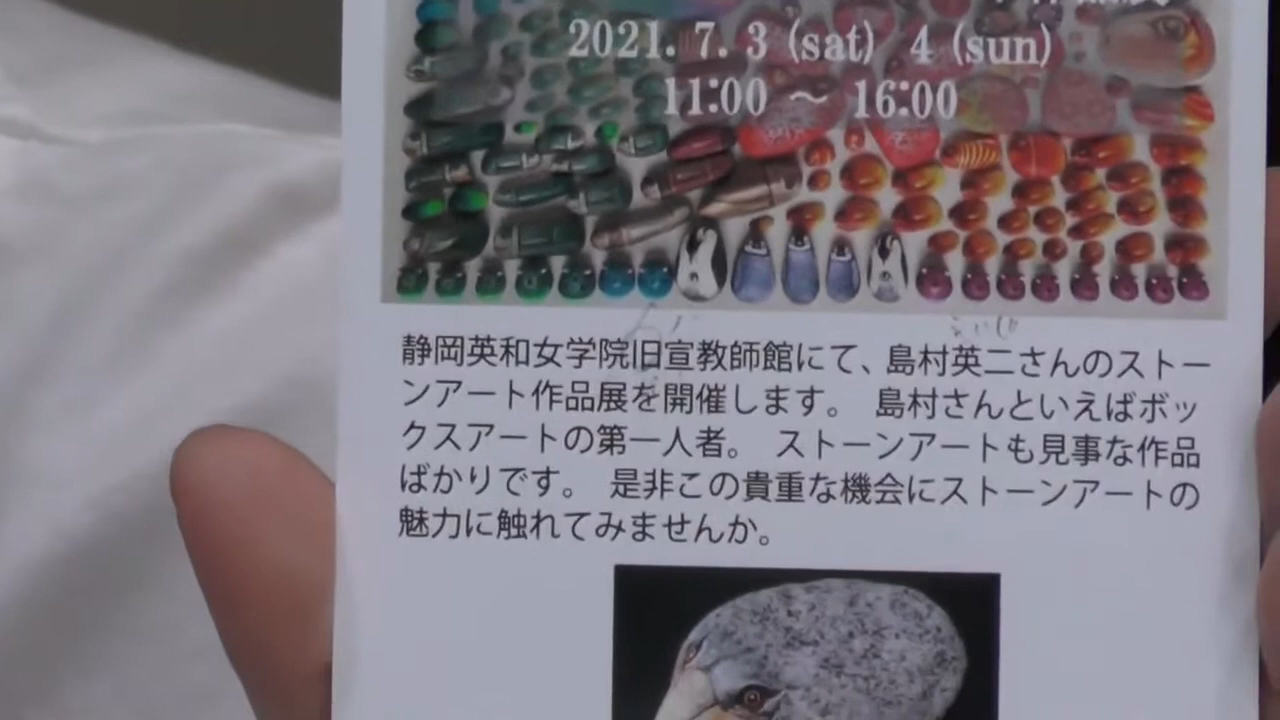 2021. 7. 3 (sat) 4 (sun)
11:00 ～ 16:00
えいじ
静岡英和女学院旧宣教師館にて、島村英二さんのストー
ンアート作品展を開催します。 島村さんといえばボッ
クスアートの第一人者。 ストーンアートも見事な作品
ばかりです。 是非この貴重な機会にストーンアートの
魅力に触れてみませんか。